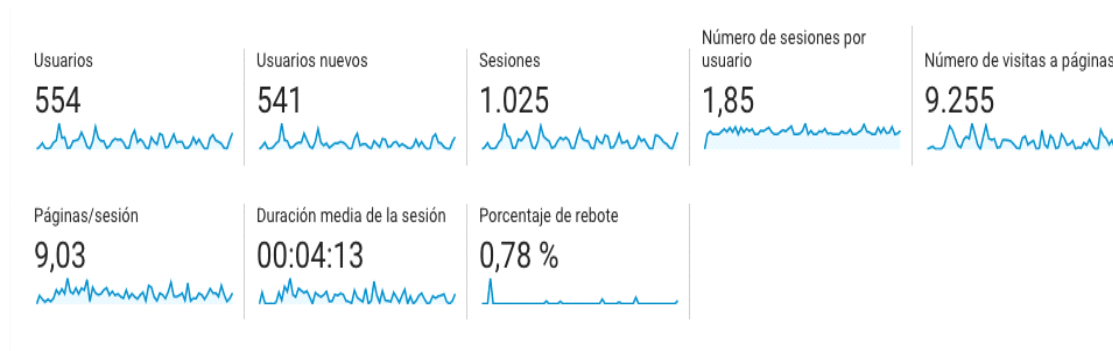 Usuarios
554
Usuarios nuevos
541
Sesiones
1.025
Número de sesiones por
usuario
1,85
Número de visitas a páginas
9.255
Páginas/sesión
9,03
Duración media de la sesión
00:04:13
Porcentaje de rebote
0,78 %